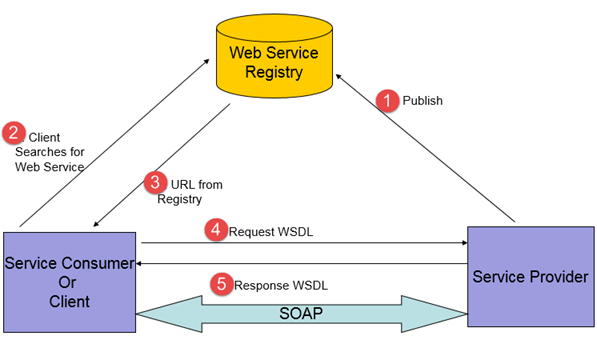 Web Service
Registry
1 Publish
2 Client
Searches for
Web Service
3 URL from
Registry
4 Request WSDL
Service Consumer
Or
Client
Service Provider
5 Response WSDL
SOAP